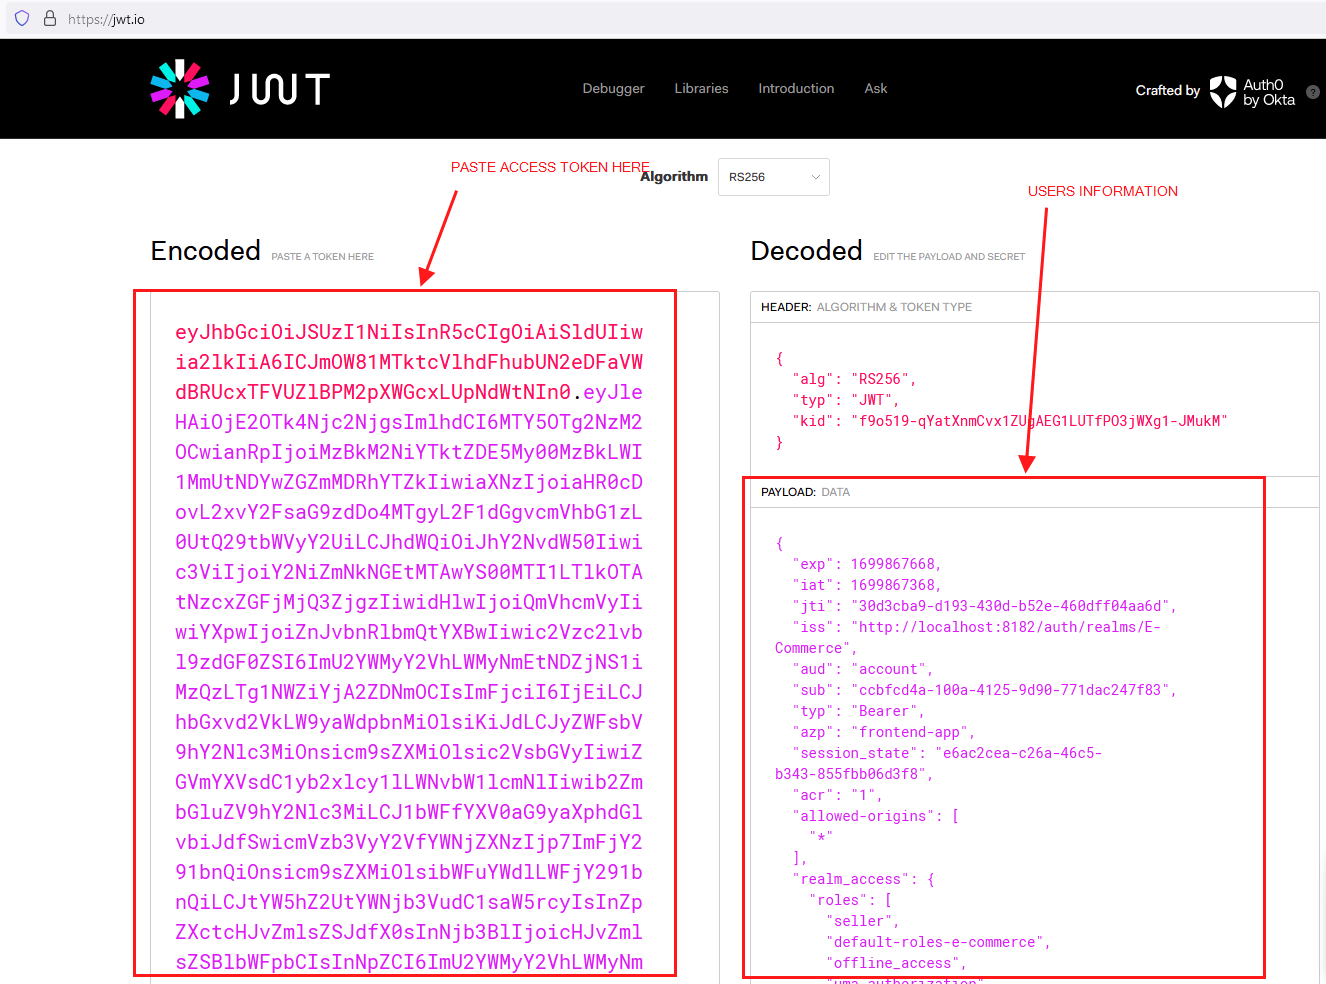 https://jwt.io
JWT
Debugger
Libraries
Introduction
Ask
Crafted by
Auth0
by Okta
?
PASTE ACCESS TOKEN HERE
Algorithm
RS256
USERS INFORMATION
Encoded PASTE A TOKEN HERE
eyJhbGciOiJSUzI1NiIsInR5cCIgOiAiSldUIiw
ia2lkIiA6ICJmOW81MTktcVlhdFhubUN2eDFaVW
dBRUcxTFVUZlBPM2pXWGcxLUpNdWtNIn0.eyJle
HAiOjE2OTk4Njc2NjgsImlhdCI6MTY5OTg2NzM2
OCwianRpIjoiMzBkM2NiYTktZDE5My00MzBkLWI
1MmUtNDYwZGZmMDRhYTZkIiwiaXNzIjoiaHR0cD
ovL2xvY2FsaG9zdDo4MTgyL2F1dGgvcmVhbG1zL
0UtQ29tbWVyY2UiLCJhdWQiOiJhY2NvdW50Iiwi
c3ViIjoiY2NiZmNkNGEtMTAwYS00MTI1LTlkOTA
tNzcxZGFjMjQ3ZjgzIiwidHlwIjoiQmVhcmVyIi
wiYXpwIjoiZnJvbnRlbmQtYXBwIiwic2Vzc2lvb
l9zdGF0ZSI6ImU2YWMyY2VhLWMyNmEtNDZjNS1i
MzQzLTg1NWZiYjA2ZDNmOCIsImFjciI6IjEiLCJ
hbGxvd2VkLW9yaWdpbnMiOlsiKiJdLCJyZWFsbV
9hY2Nlc3MiOnsicm9sZXMiOlsic2VsbGVyIiwiZ
GVmYXVsdC1yb2xlcy1lLWNvbW1lcmNlIiwib2Zm
bGluZV9hY2Nlc3MiLCJ1bWFfYXV0aG9yaXphdGl
vbiJdfSwicmVzb3VyY2VfYWNjZXNzIjp7ImFjY2
91bnQiOnsicm9sZXMiOlsibWFuYWdlLWFjY291b
nQiLCJtYW5hZ2UtYWNjb3VudC1saW5rcyIsInZp
ZXctcHJvZmlsZSJdfX0sInNjb3BlIjoicHJvZml
sZSBlbWFpbCIsInNpZCI6ImU2YWMyY2VhLWMyNm
Decoded EDIT THE PAYLOAD AND SECRET
HEADER: ALGORITHM & TOKEN TYPE
{
"alg": "RS256",
"typ": "JWT",
"kid": "f9o519-qYatXnmCvx1ZUgAEG1LUTfPO3jWXg1-JMukM"
}
PAYLOAD: DATA
{
"exp": 1699867668,
"iat": 1699867368,
"jti": "30d3cba9-d193-430d-b52e-460dff04aa6d",
"iss": "http://localhost:8182/auth/realms/E-
Commerce",
"aud": "account",
"sub": "ccbfcd4a-100a-4125-9d90-771dac247f83",
"typ": "Bearer",
"azp": "frontend-app",
"session_state": "e6ac2cea-c26a-46c5-
b343-855fbb06d3f8",
"acr": "1",
"allowed-origins": [
"*"
],
"realm_access": {
"roles": [
"seller",
"default-roles-e-commerce",
"offline_access",
"uma_authorization"